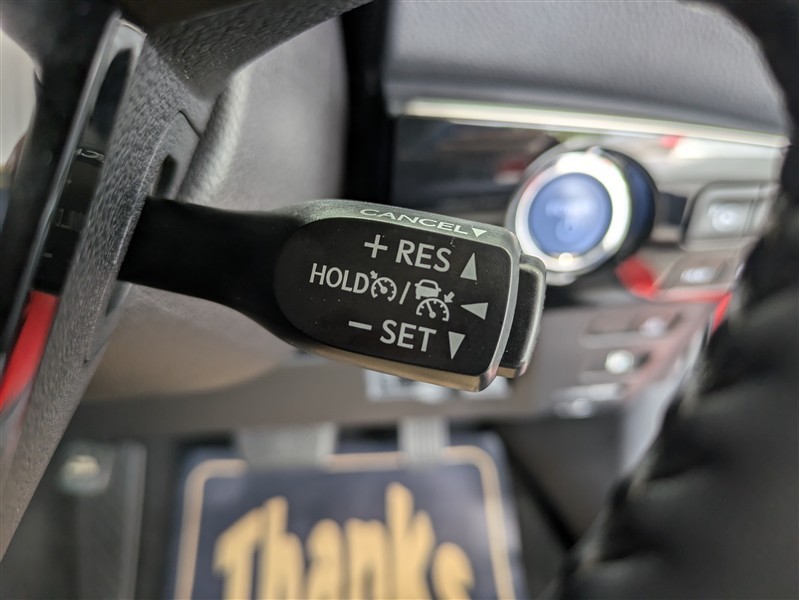 CANCEL▼
+ RES ▲
HOLD / ◀
− SET ▼
Thanks